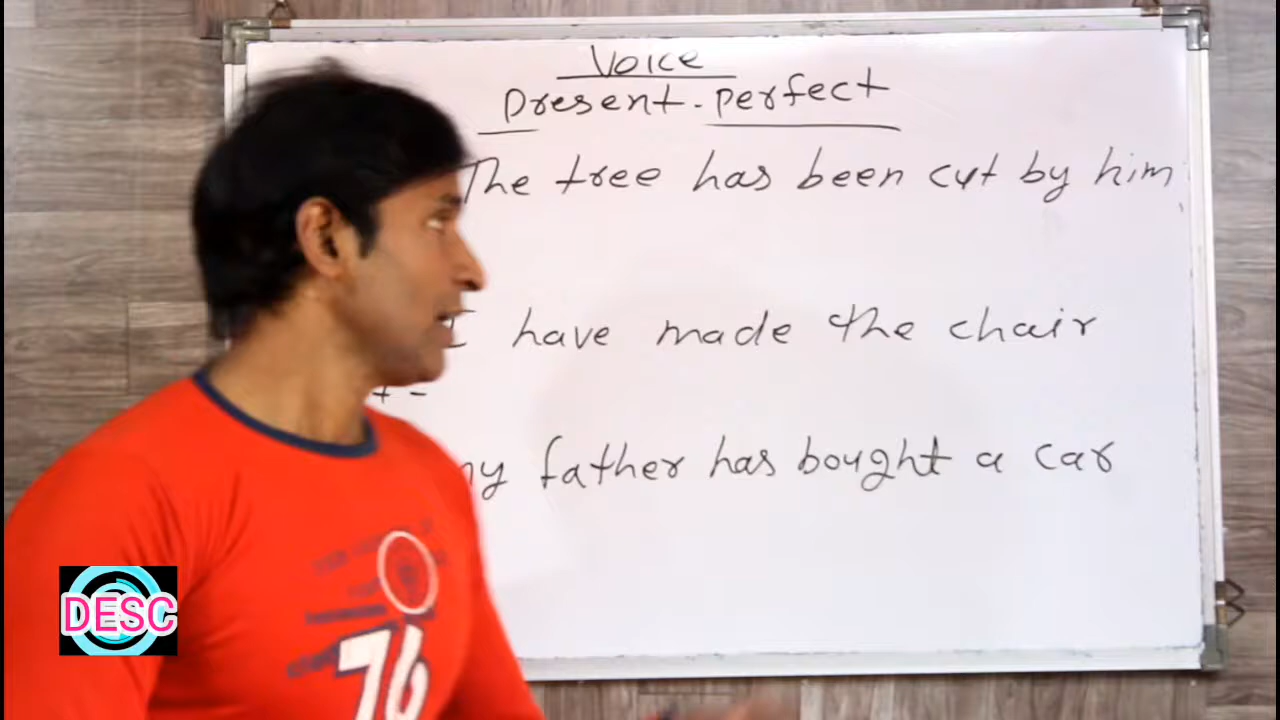 Voice
Present - perfect
The tree has been cut by him
I have made the chair
my father has bought a car
DESC
76